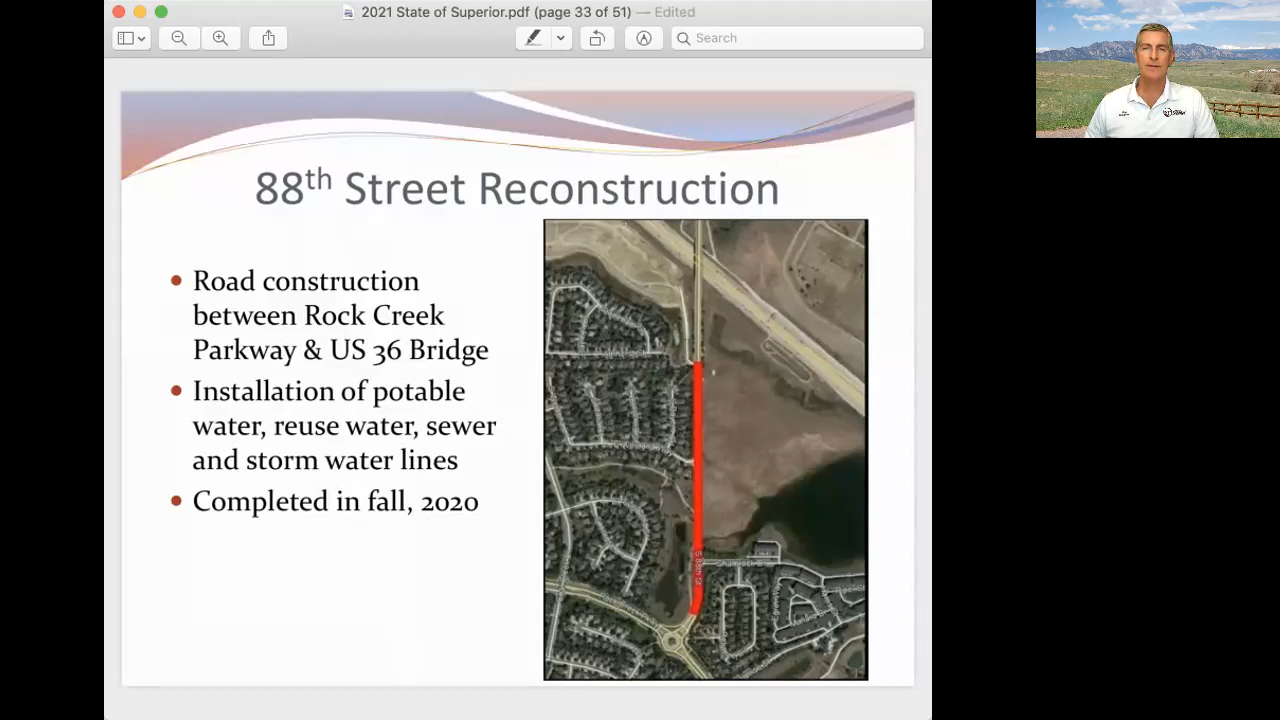 2021 State of Superior.pdf (page 33 of 51) — Edited
Search
88th Street Reconstruction
• Road construction
between Rock Creek
Parkway & US 36 Bridge
• Installation of potable
water, reuse water, sewer
and storm water lines
• Completed in fall, 2020
S 88th St